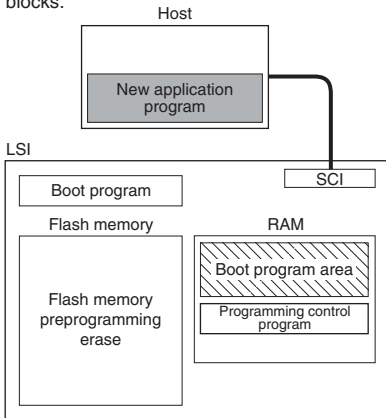 blocks.
Host
New application
program
LSI
SCI
Boot program
Flash memory
RAM
Boot program area
Flash memory
preprogramming
erase
Programming control
program